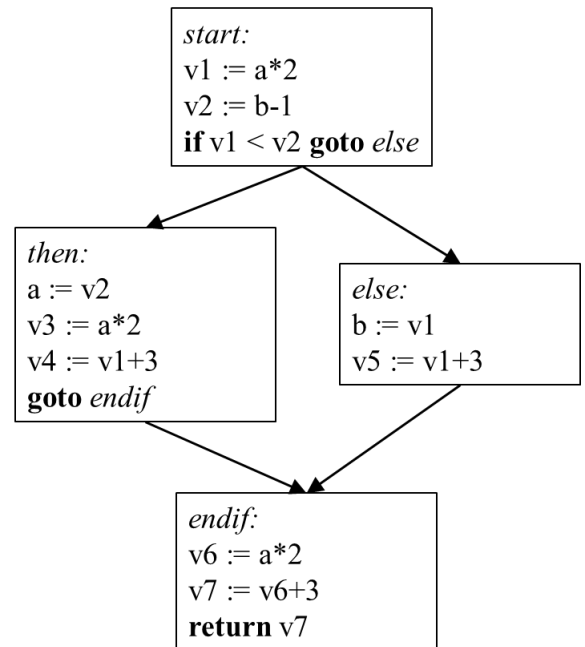 start:
v1 := a*2
v2 := b-1
if v1 < v2 goto else
then:
a := v2
v3 := a*2
v4 := v1+3
goto endif
else:
b := v1
v5 := v1+3
endif:
v6 := a*2
v7 := v6+3
return v7